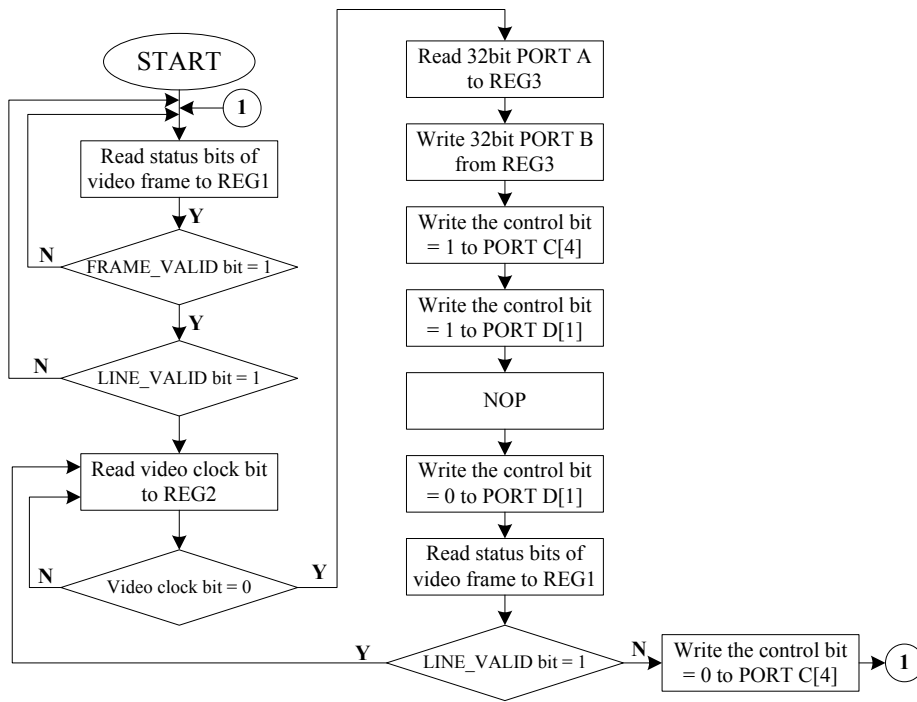 START
1
Read status bits of
video frame to REG1
Y
N
FRAME_VALID bit = 1
Y
N
LINE_VALID bit = 1
Read video clock bit
to REG2
N
Video clock bit = 0
Y
Read 32bit PORT A
to REG3
Write 32bit PORT B
from REG3
Write the control bit
= 1 to PORT C[4]
Write the control bit
= 1 to PORT D[1]
NOP
Write the control bit
= 0 to PORT D[1]
Read status bits of
video frame to REG1
Y
LINE_VALID bit = 1
N
Write the control bit
= 0 to PORT C[4]
1